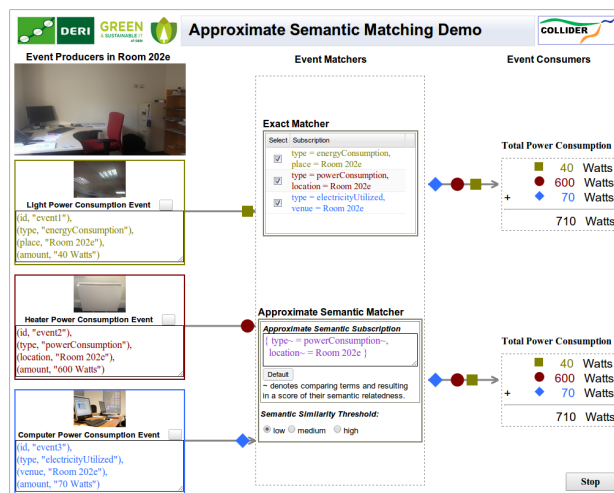 DERI
GREEN
& SUSTAINABLE IT
AT DERI
Approximate Semantic Matching Demo
COLLIDER
Event Producers in Room 202e
Event Matchers
Event Consumers
Light Power Consumption Event
(id, "event1"),
(type, "energyConsumption"),
(place, "Room 202e"),
(amount, "40 Watts")
Heater Power Consumption Event
(id, "event2"),
(type, "powerConsumption"),
(location, "Room 202e"),
(amount, "600 Watts")
Computer Power Consumption Event
(id, "event3"),
(type, "electricityUtilized"),
(venue, "Room 202e"),
(amount, "70 Watts")
Exact Matcher
Select Subscription
type = energyConsumption,
place = Room 202e
type = powerConsumption,
location = Room 202e
type = electricityUtilized,
venue = Room 202e
Approximate Semantic Matcher
Approximate Semantic Subscription
{ type~ = powerConsumption~,
location~ = Room 202e }
Default
~ denotes comparing terms and resulting
in a score of their semantic relatedness.
Semantic Similarity Threshold:
low medium high
Total Power Consumption
40 Watts
600 Watts
+ 70 Watts
710 Watts
Total Power Consumption
40 Watts
600 Watts
+ 70 Watts
710 Watts
Stop